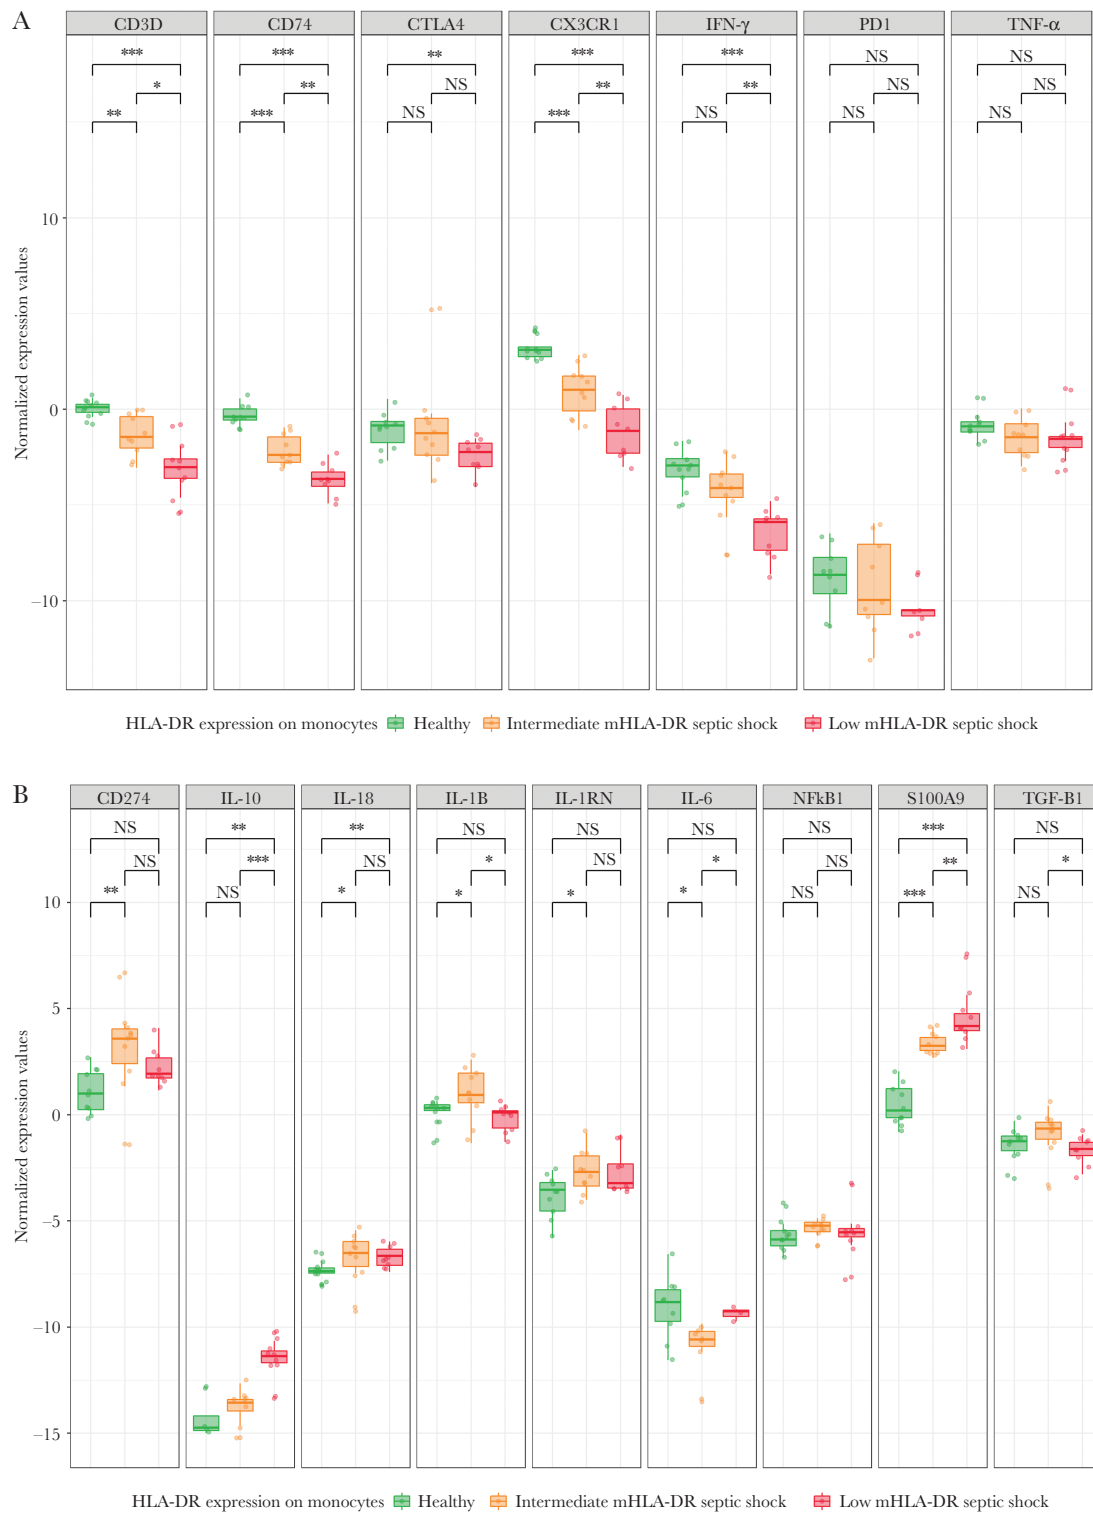 A
CD3D CD74 CTLA4 CX3CR1 IFN-γ PD1 TNF-α
*** *** ** *** *** NS NS
* ** NS ** ** NS NS
** *** NS *** NS NS NS
10
0
−10
Normalized expression values
HLA-DR expression on monocytes Healthy Intermediate mHLA-DR septic shock Low mHLA-DR septic shock
B
CD274 IL-10 IL-18 IL-1B IL-1RN IL-6 NFkB1 S100A9 TGF-B1
NS ** ** NS NS NS NS *** NS
NS *** NS * NS * NS ** *
** NS * * * * NS *** NS
10
5
0
−5
−10
−15
Normalized expression values
HLA-DR expression on monocytes Healthy Intermediate mHLA-DR septic shock Low mHLA-DR septic shock